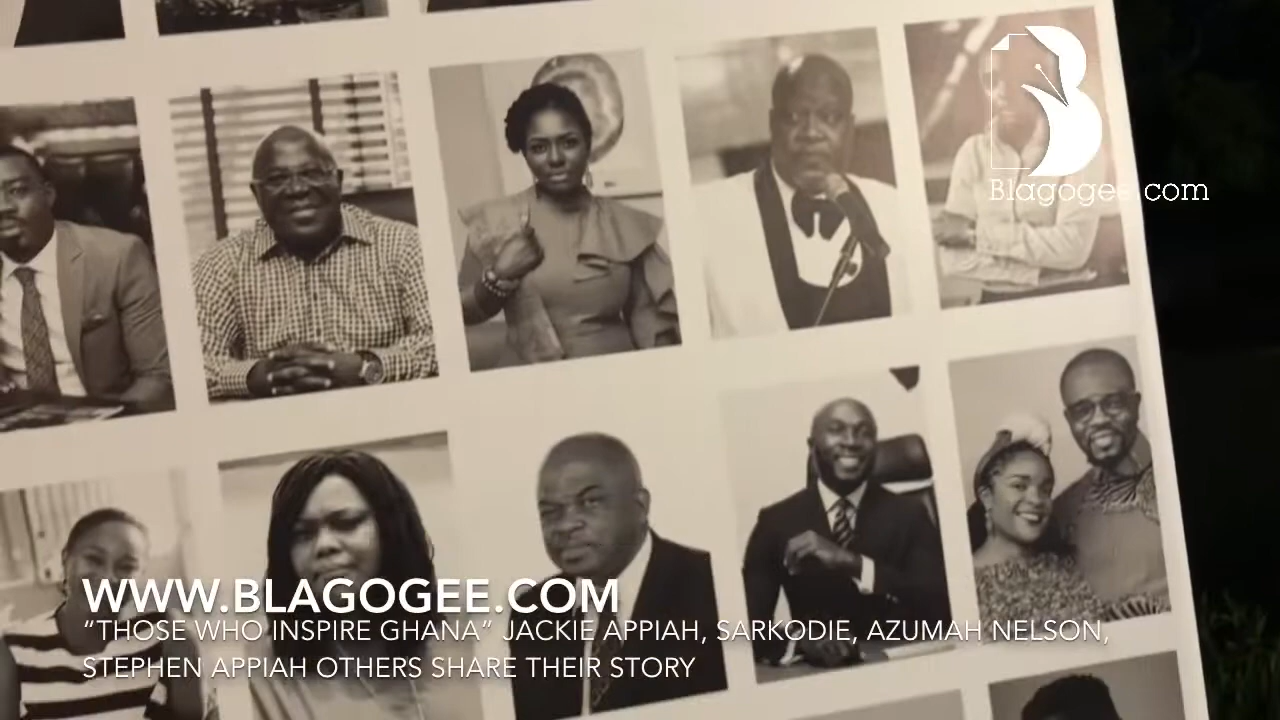 Blagogee.com
WWW.BLAGOGEE.COM
“THOSE WHO INSPIRE GHANA” JACKIE APPIAH, SARKODIE, AZUMAH NELSON,
STEPHEN APPIAH OTHERS SHARE THEIR STORY